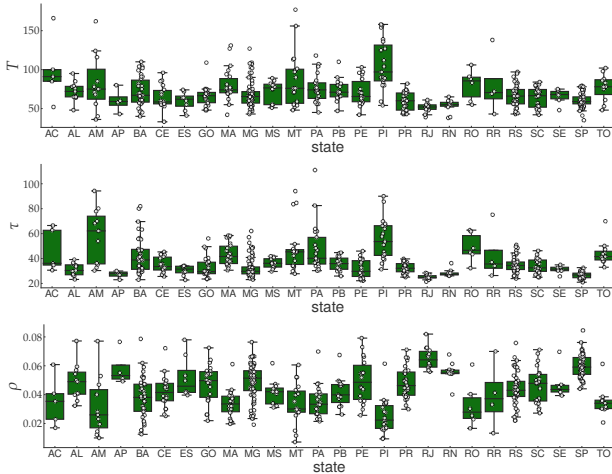 150
100
50
T
AC AL AM AP BA CE ES GO MA MG MS MT PA PB PE PI PR RJ RN RO RR RS SC SE SP TO
state
100
80
60
40
20
τ
AC AL AM AP BA CE ES GO MA MG MS MT PA PB PE PI PR RJ RN RO RR RS SC SE SP TO
state
0.08
0.06
0.04
0.02
ρ
AC AL AM AP BA CE ES GO MA MG MS MT PA PB PE PI PR RJ RN RO RR RS SC SE SP TO
state